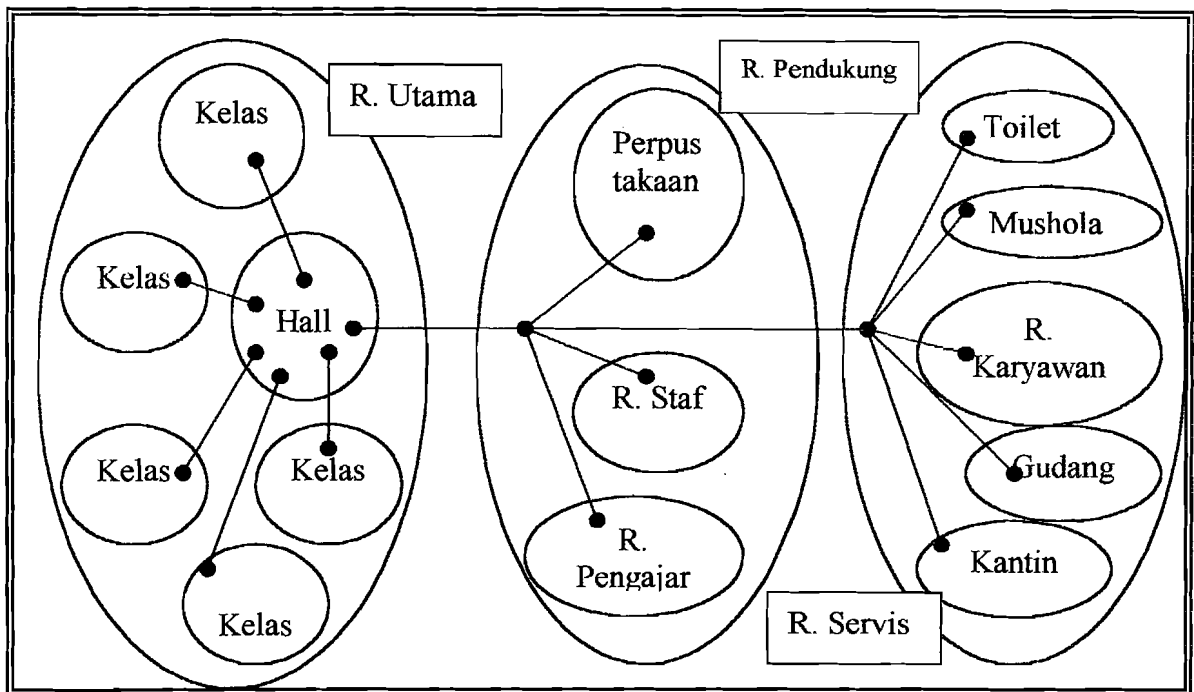 R. Utama
Kelas
Kelas
Hall
Kelas
Kelas
Kelas
R. Pendukung
Perpus
takaan
R. Staf
R.
Pengajar
R. Servis
Toilet
Mushola
R.
Karyawan
Gudang
Kantin